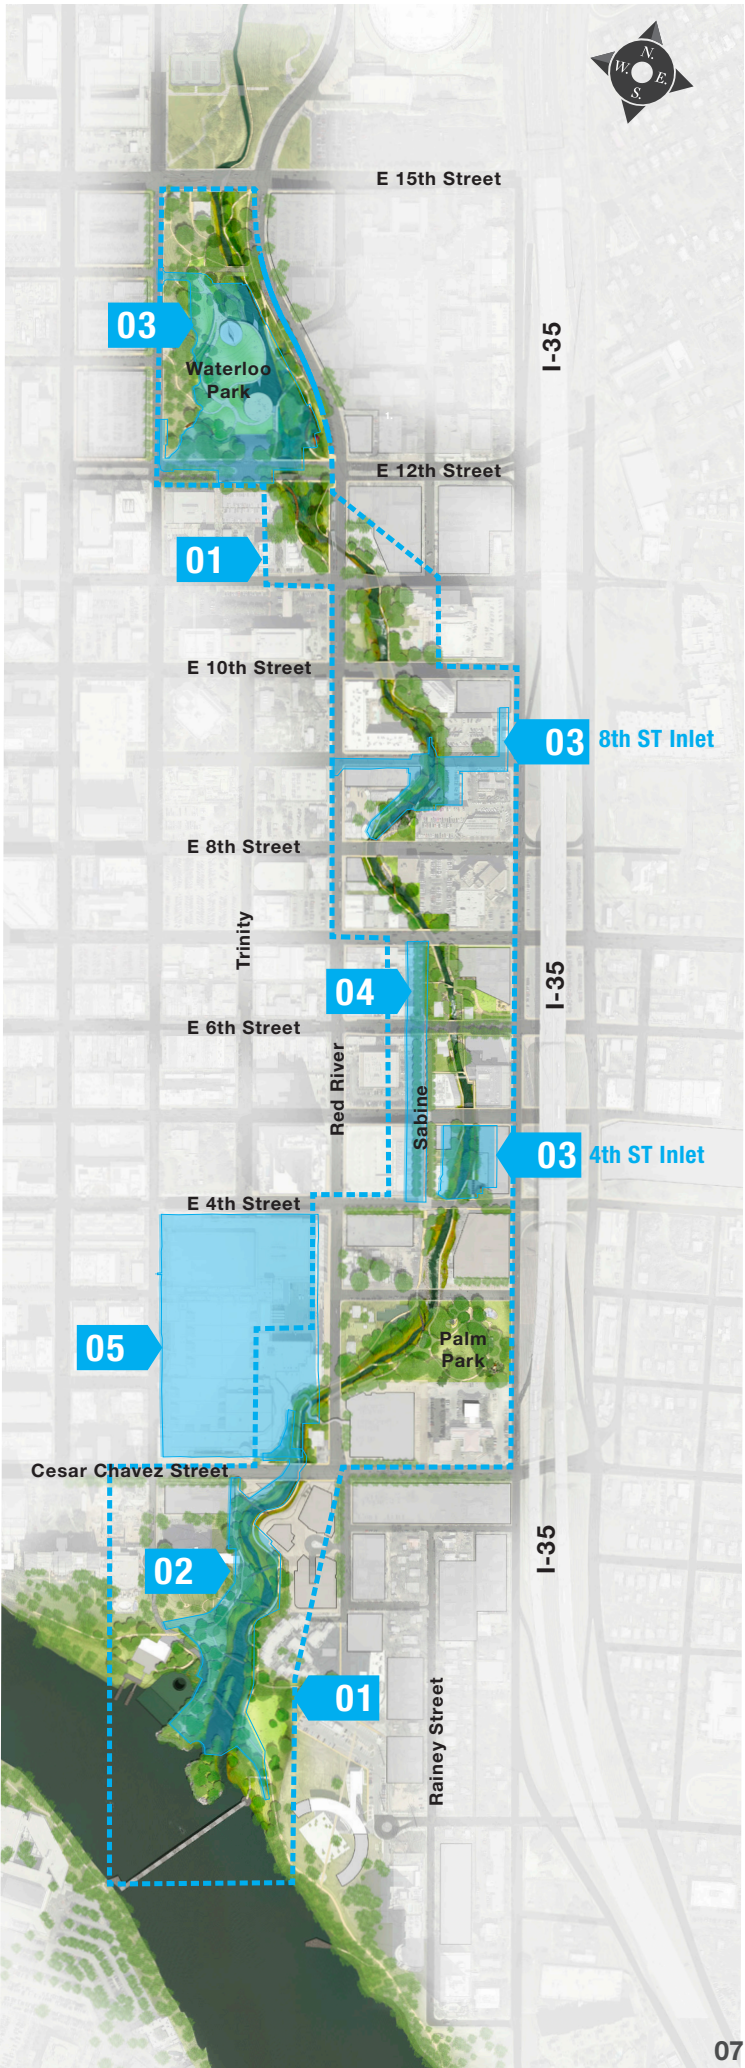 N.
W.
E.
S.
E 15th Street
03
I-35
Waterloo
Park
E 12th Street
01
E 10th Street
03
8th ST Inlet
E 8th Street
Trinity
04
I-35
E 6th Street
Red River
Sabine
03
4th ST Inlet
E 4th Street
05
Palm
Park
Cesar Chavez Street
02
I-35
01
Rainey Street
07